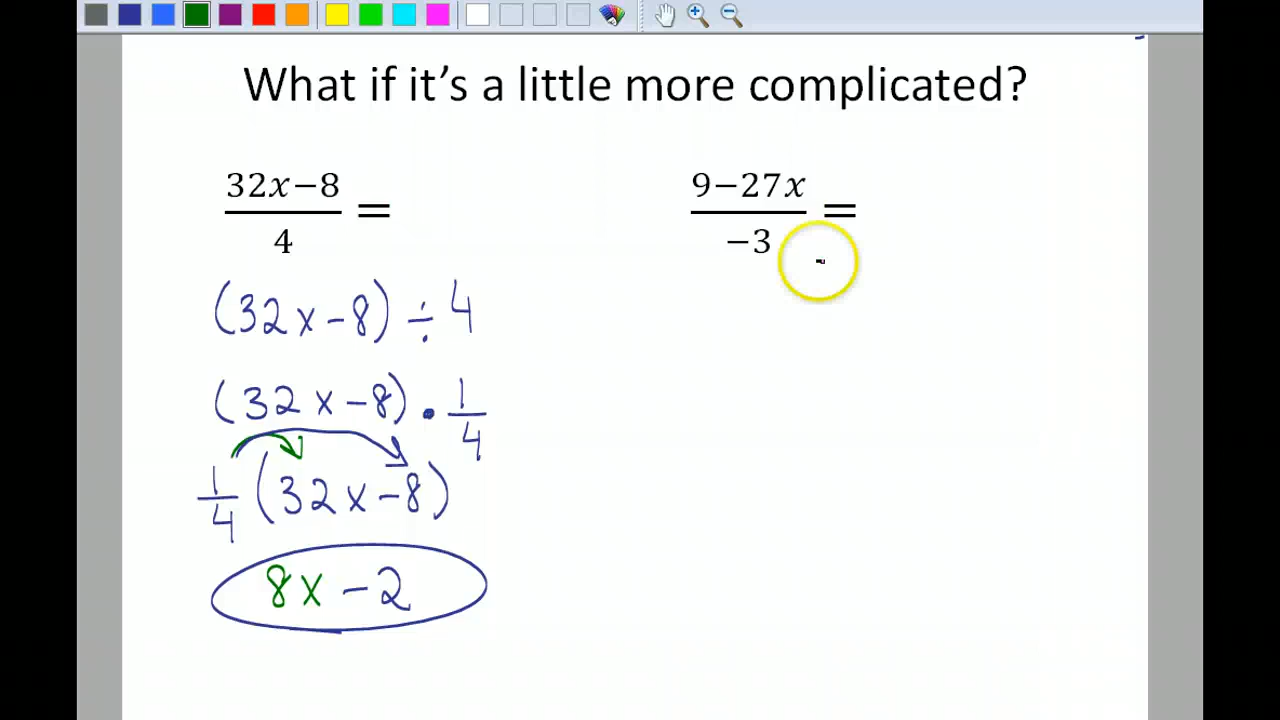 What if it's a little more complicated?
32x−8
4
=
9−27x
−3
=
(32x−8) ÷ 4
(32x−8) • 1/4
1/4 (32x−8)
8x −2